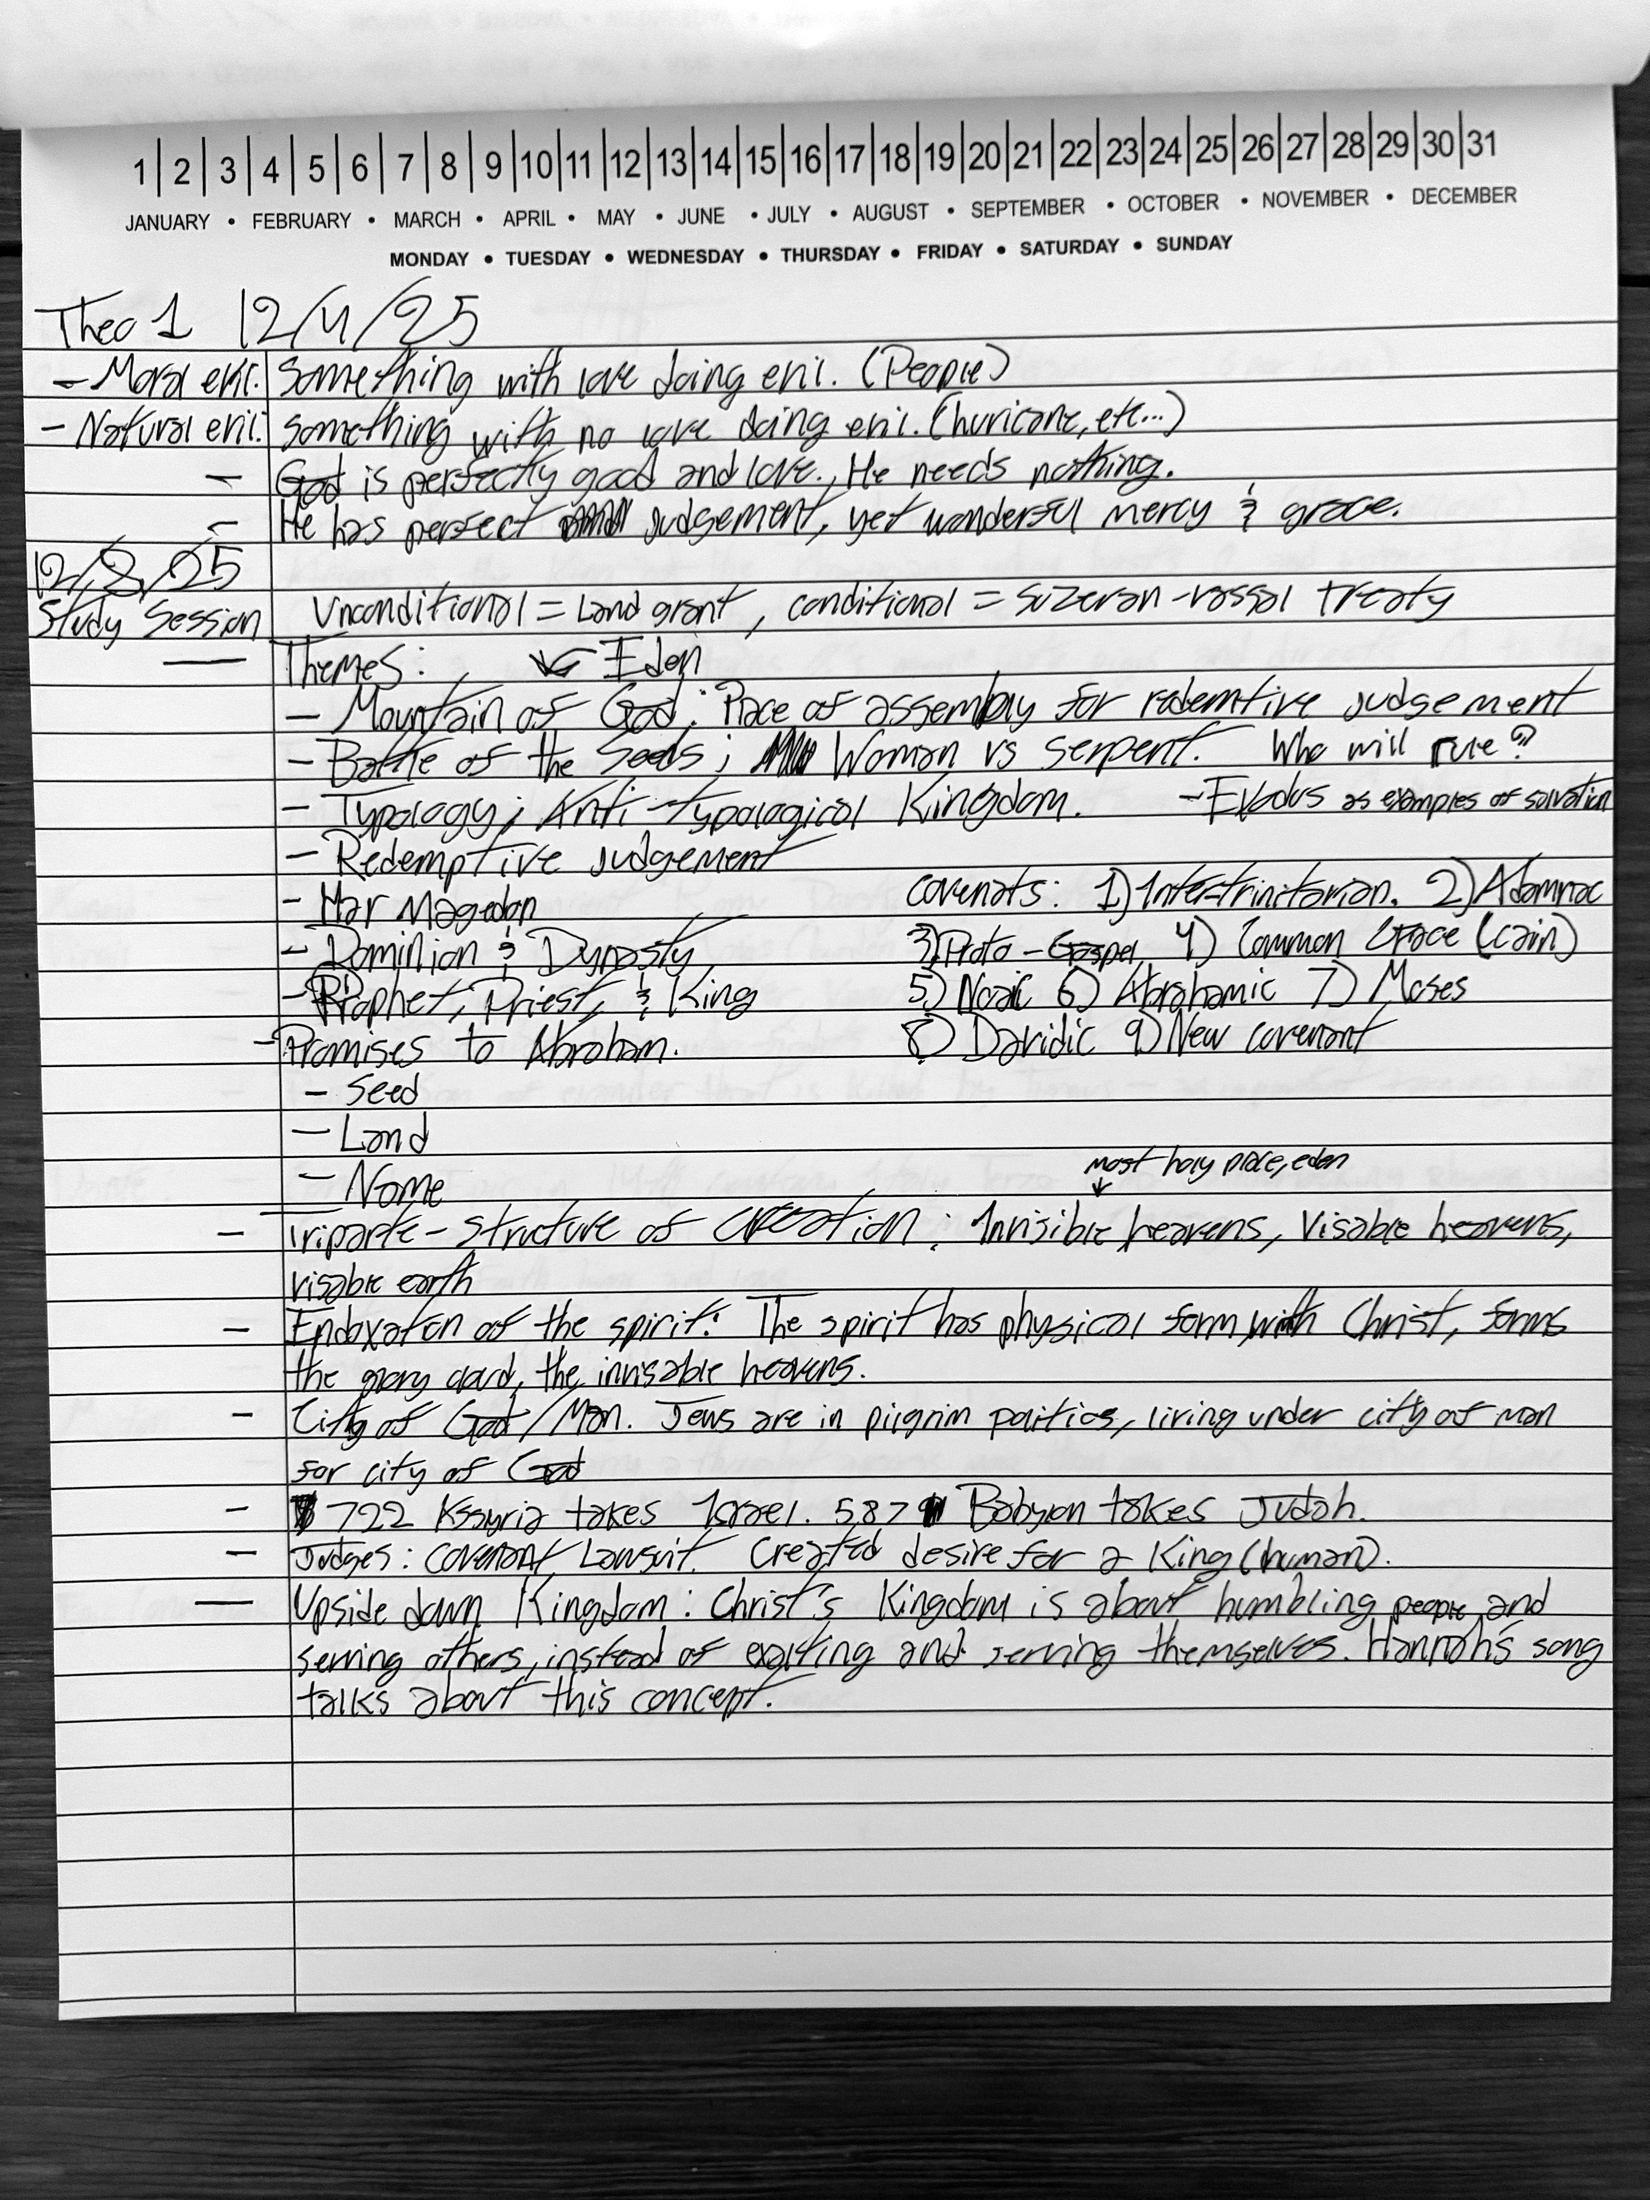 1 | 2 | 3 | 4 | 5 | 6 | 7 | 8 | 9 | 10 | 11 | 12 | 13 | 14 | 15 | 16 | 17 | 18 | 19 | 20 | 21 | 22 | 23 | 24 | 25 | 26 | 27 | 28 | 29 | 30 | 31
JANUARY • FEBRUARY • MARCH • APRIL • MAY • JUNE • JULY • AUGUST • SEPTEMBER • OCTOBER • NOVEMBER • DECEMBER
MONDAY • TUESDAY • WEDNESDAY • THURSDAY • FRIDAY • SATURDAY • SUNDAY
Theo 1 12/4/25
- Moral evil: Something with love doing evil. (People)
- Natural evil: Something with no love doing evil. (huricane, etc...)
- God is perfectly good and love., He needs nothing.
- He has perfect judgement, yet wonderful mercy & grace.
12/8/25
Study Session Unconditional = Land grant, conditional = suzeran-vassal treaty
- Themes: ↙ Eden
- Mountain of God: Place of assembly for redemtive judgement
- Battle of the Seeds; Woman vs serpent. Who will rule?
- Typology; Anti-typological Kingdom. - Exodus as examples of salvation
- Redemptive judgement
- Har Magedon covenats: 1) Intertrinitarian. 2) Adamnac
- Dominion & Dynasty 3) Proto-Gospel 4) Common Grace (Cain)
- Prophet, Priest, & King 5) Noaic 6) Abrahamic 7) Moses
- Promises to Abraham. 8) Davidic 9) New covenant
- Seed
- Land
- Name
most holy place, eden
- Triparte-structure of creation: Invisible heavens, Visable heavens,
visable earth
- of the spirit: The spirit has physical form with Christ, forms
the glory cloud, the invisable heavens.
- City of God/Man. Jews are in pilgrim politics, living under city of man
for city of God
- 722 Assyria takes Israel. 587 Babylon takes Judah.
- Judges: Covenant Lawsuit. Created desire for a King (human).
- Upside down Kingdom: Christ's Kingdom is about humbling people and
serving others, instead of exalting and serving themselves. Hannah's song
talks about this concept.